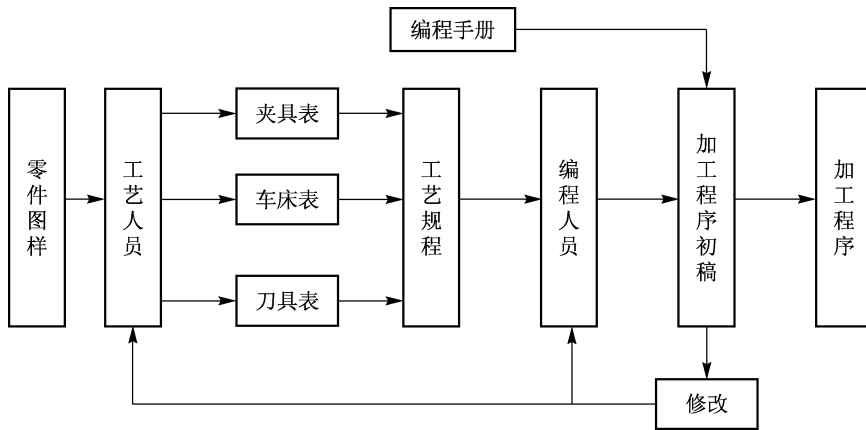 编程手册
零件图样
工艺人员
夹具表
车床表
刀具表
工艺规程
编程人员
加工程序初稿
加工程序
修改